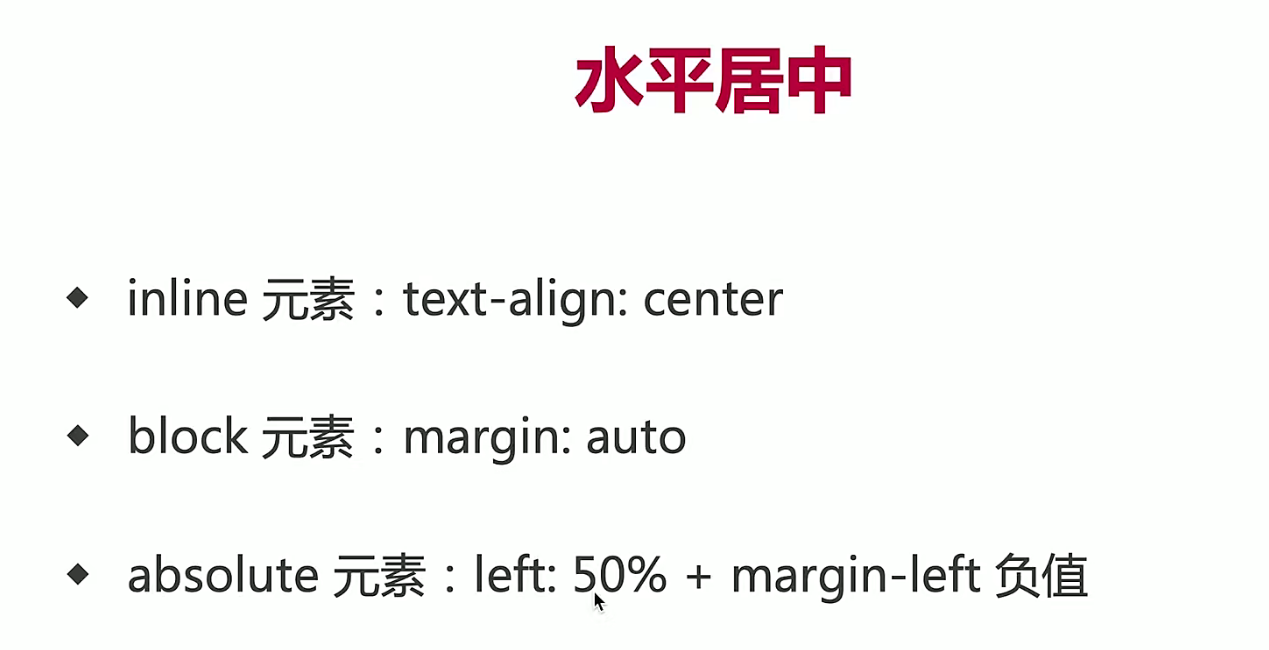 水平居中
◆ inline 元素：text-align: center
◆ block 元素：margin: auto
◆ absolute 元素：left: 50% + margin-left 负值